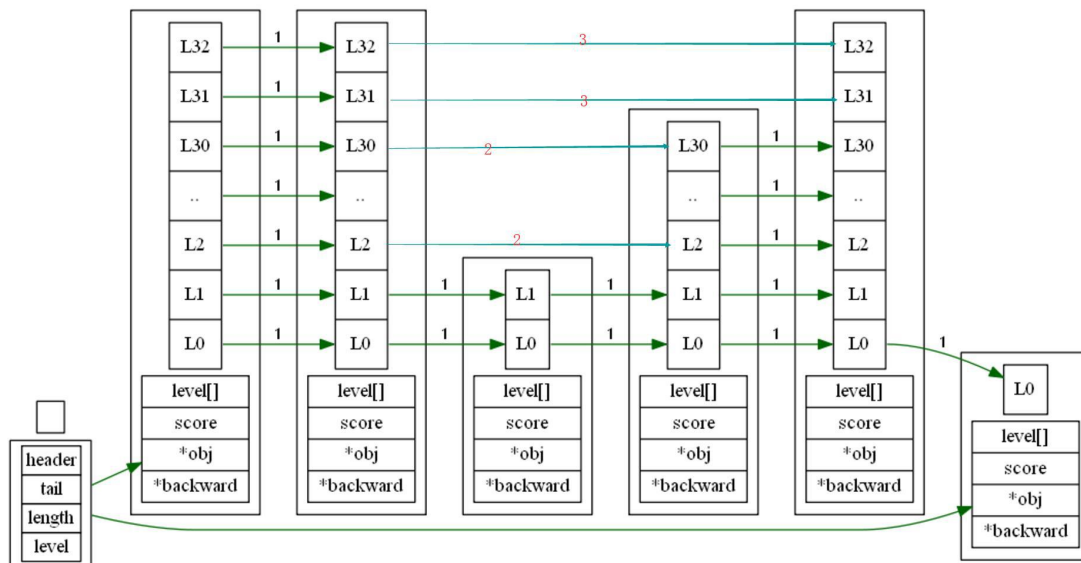 L32 1 L32 3 L32
L31 1 L31 3 L31
L30 1 L30 2 L30 1 L30
.. 1 .. .. 1 ..
L2 1 L2 2 L2 1 L2
L1 1 L1 1 L1 1 L1 1 L1
L0 1 L0 1 L0 1 L0 1 L0 1
level[] level[] level[] level[] level[] L0
score score score score score level[]
header *obj *obj *obj *obj *obj score
tail *backward *backward *backward *backward *backward *obj
length *backward
level